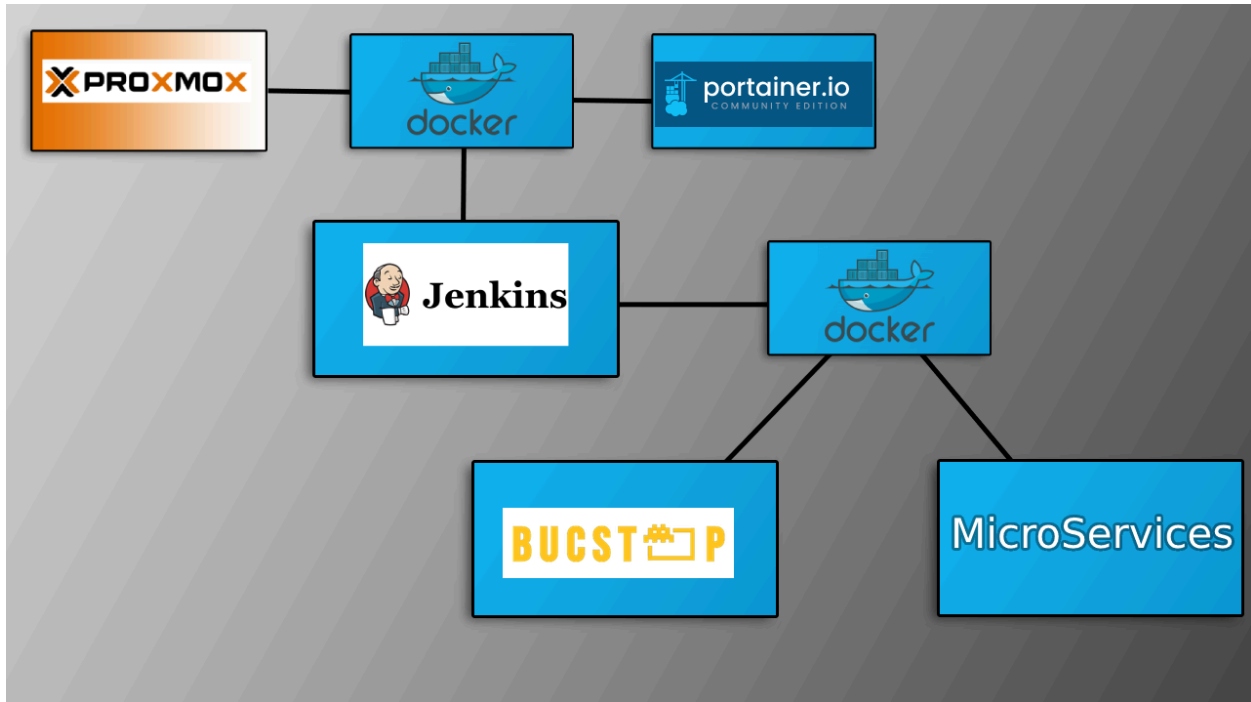 PROXMOX
docker
portainer.io
COMMUNITY EDITION
Jenkins
docker
BUCSTOP
MicroServices